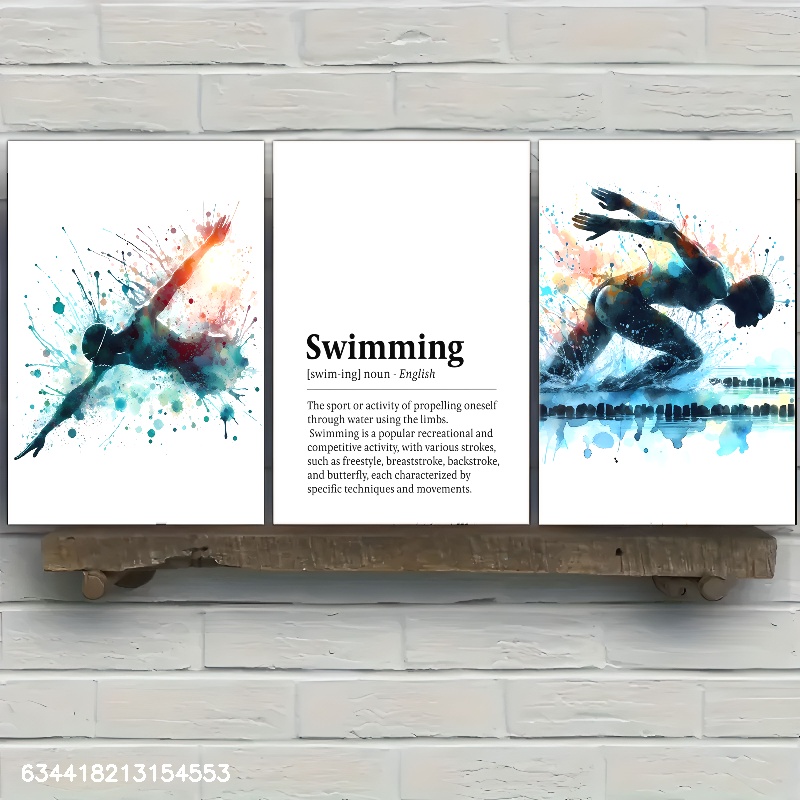 Swimming
[swim-ing] noun - English
The sport or activity of propelling oneself
through water using the limbs.
Swimming is a popular recreational and
competitive activity, with various strokes,
such as freestyle, breaststroke, backstroke,
and butterfly, each characterized by
specific techniques and movements.
634418213154553